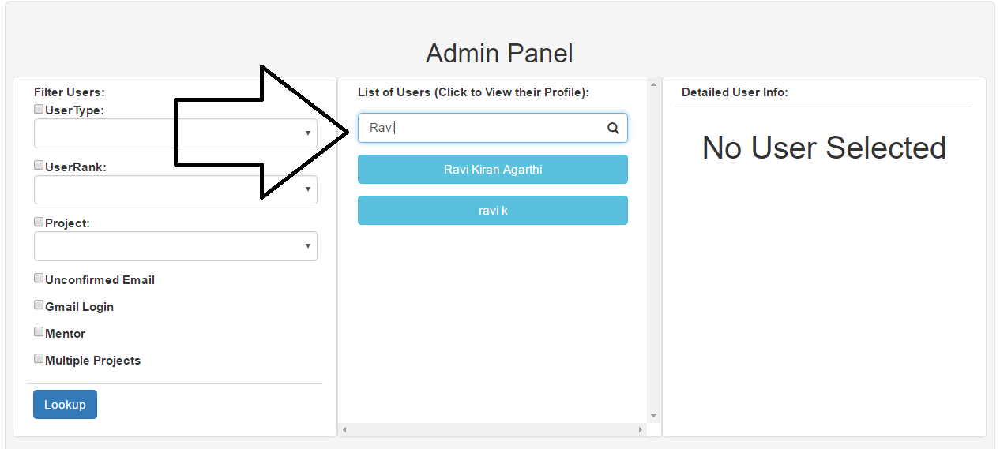 Admin Panel
Filter Users:
UserType:
UserRank:
Project:
Unconfirmed Email
Gmail Login
Mentor
Multiple Projects
Lookup
List of Users (Click to View their Profile):
Ravi
Ravi Kiran Agarthi
ravi k
Detailed User Info:
No User Selected